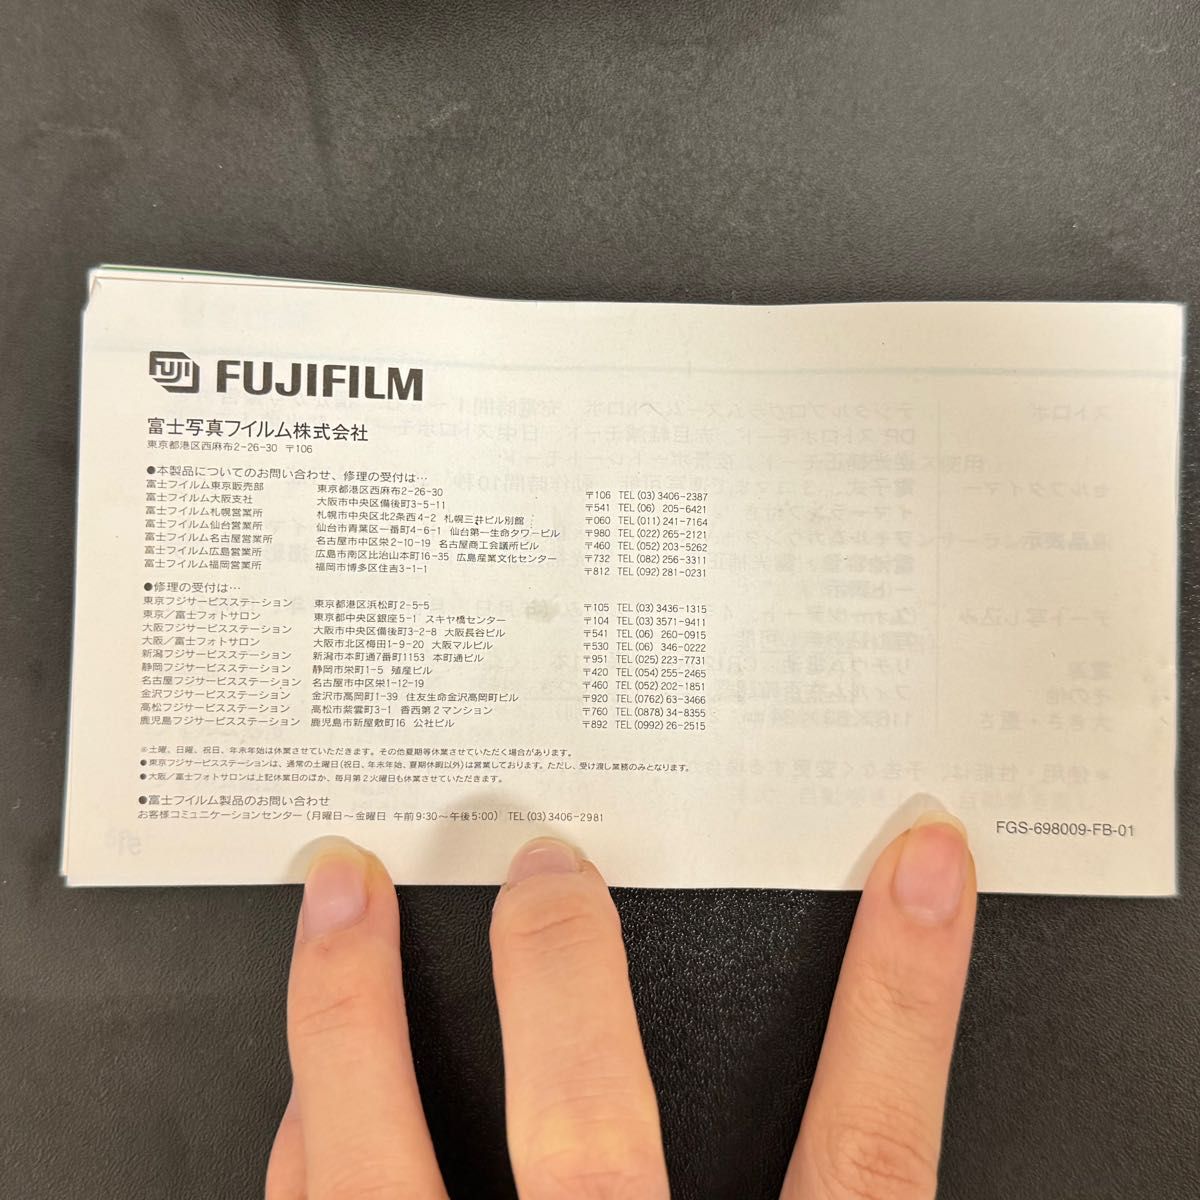 FUJI FUJIFILM
富士写真フイルム株式会社
東京都港区西麻布2-26-30 〒106
●本製品についてのお問い合わせ、修理の受付は…
富士フイルム東京販売部 東京都港区西麻布2-26-30 〒106 TEL(03)3406-2387
富士フイルム大阪支社 大阪市中央区備後町3-5-11 〒541 TEL(06) 205-6421
富士フイルム札幌営業所 札幌市中央区北2条西4-2 札幌三井ビル別館 〒060 TEL(011)241-7164
富士フイルム仙台営業所 仙台市青葉区一番町4-6-1 仙台第一生命タワービル 〒980 TEL(022)265-2121
富士フイルム名古屋営業所 名古屋市中区栄2-10-19 名古屋商工会議所ビル 〒460 TEL(052)203-5262
富士フイルム広島営業所 広島市南区比治山本町16-35 広島産業文化センター 〒732 TEL(082)256-3311
富士フイルム福岡営業所 福岡市博多区住吉3-1-1 〒812 TEL(092)281-0231
●修理の受付は…
東京フジサービスステーション 東京都港区浜松町2-5-5 〒105 TEL(03)3436-1315
東京/富士フォトサロン 東京都中央区銀座5-1 スキヤ橋センター 〒104 TEL(03)3571-9411
大阪フジサービスステーション 大阪市中央区備後町3-2-8 大阪長谷ビル 〒541 TEL(06) 260-0915
大阪/富士フォトサロン 大阪市北区梅田1-9-20 大阪マルビル 〒530 TEL(06) 346-0222
新潟フジサービスステーション 新潟市本町通7番町1153 本町通ビル 〒951 TEL(025)223-7731
静岡フジサービスステーション 静岡市栄町1-5 殖産ビル 〒420 TEL(054)255-2465
名古屋フジサービスステーション 名古屋市中区栄1-12-19 〒460 TEL(052)202-1851
金沢フジサービスステーション 金沢市高岡町1-39 住友生命金沢高岡町ビル 〒920 TEL(0762)63-3466
高松フジサービスステーション 高松市紫雲町3-1 香西第2マンション 〒760 TEL(0878)34-8355
鹿児島フジサービスステーション 鹿児島市新屋敷町16 公社ビル 〒892 TEL(0992)26-2515
※土曜、日曜、祝日、年末年始は休業させていただきます。その他夏期等休業させていただく場合があります。
●東京フジサービスステーションは、通常の土曜日(祝日、年末年始、夏期休暇以外)は営業しております。ただし、受け渡し業務のみとなります。
●大阪/富士フォトサロンは上記休業日のほか、毎月第2火曜日も休業させていただきます。
●富士フイルム製品のお問い合わせ
お客様コミュニケーションセンター (月曜日〜金曜日 午前9:30〜午後5:00) TEL(03)3406-2981
FGS-698009-FB-01